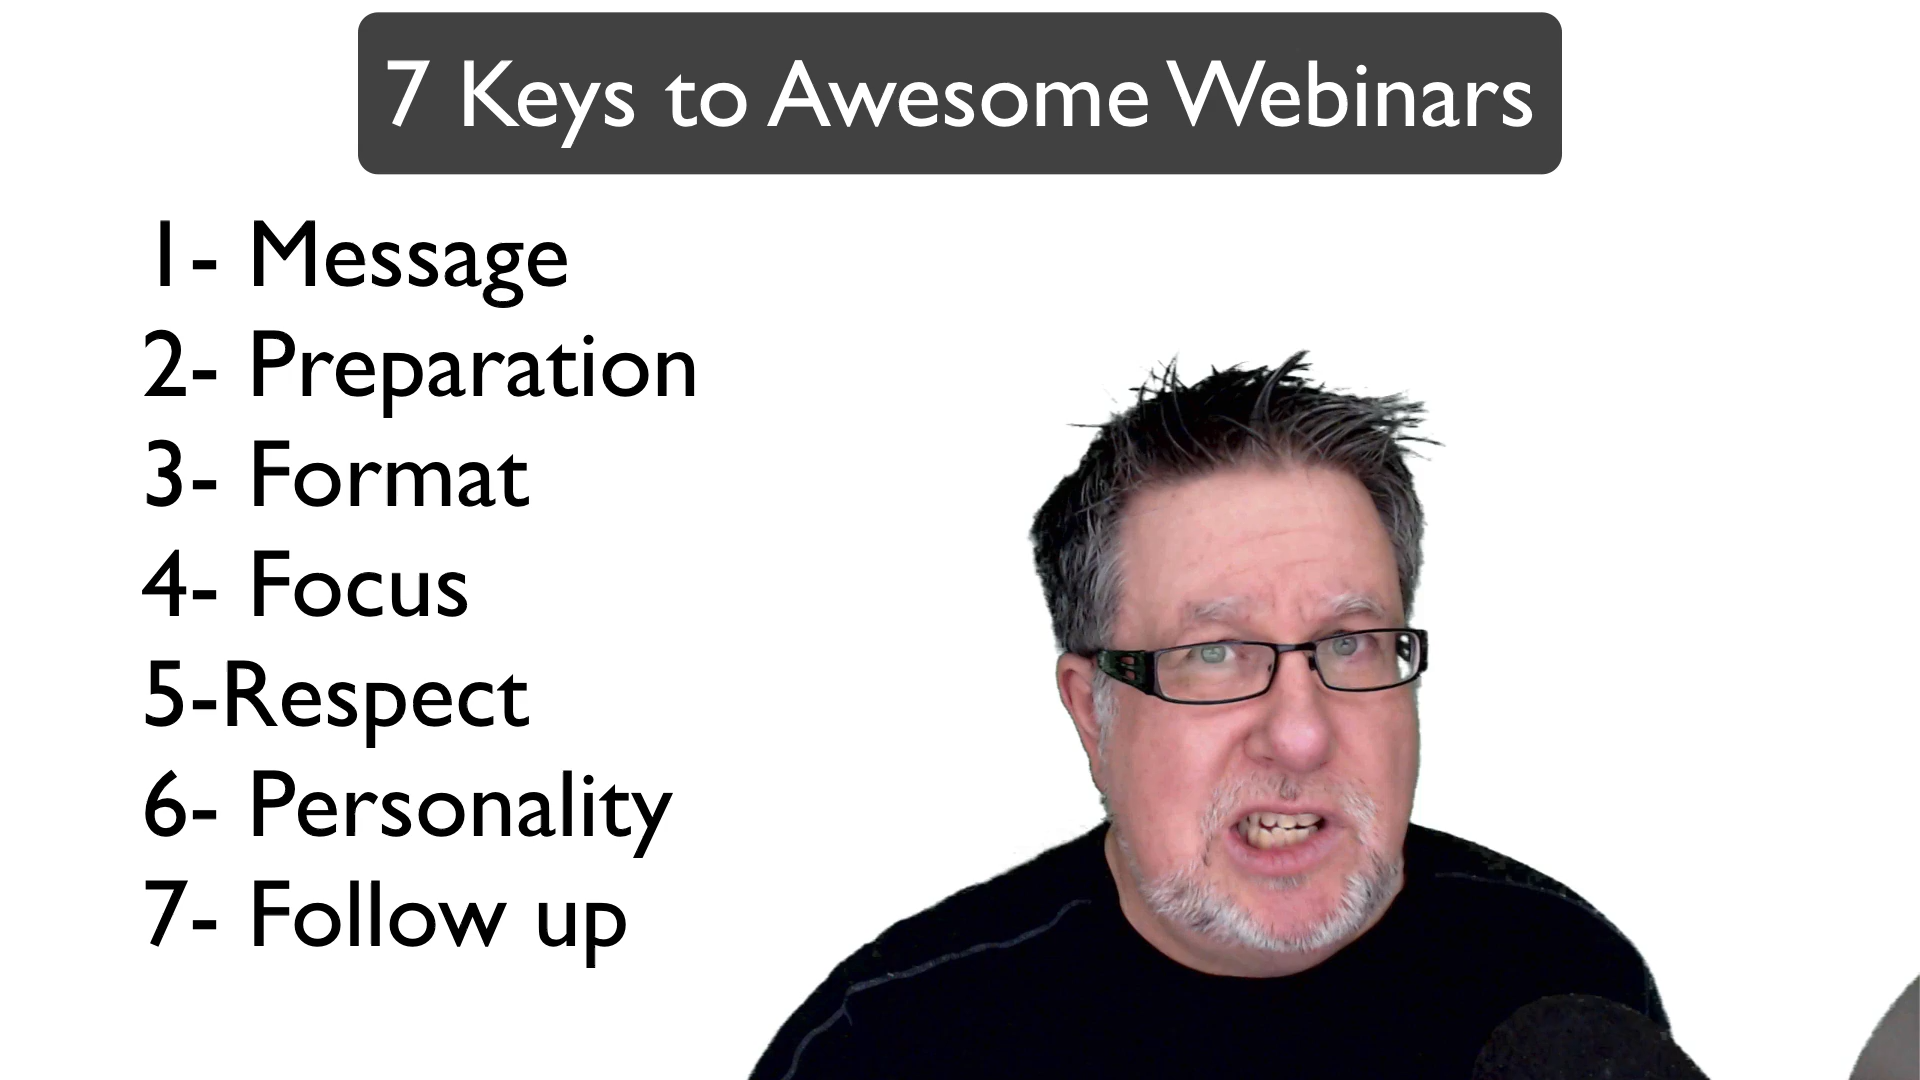 7 Keys to Awesome Webinars
1- Message
2- Preparation
3- Format
4- Focus
5-Respect
6- Personality
7- Follow up